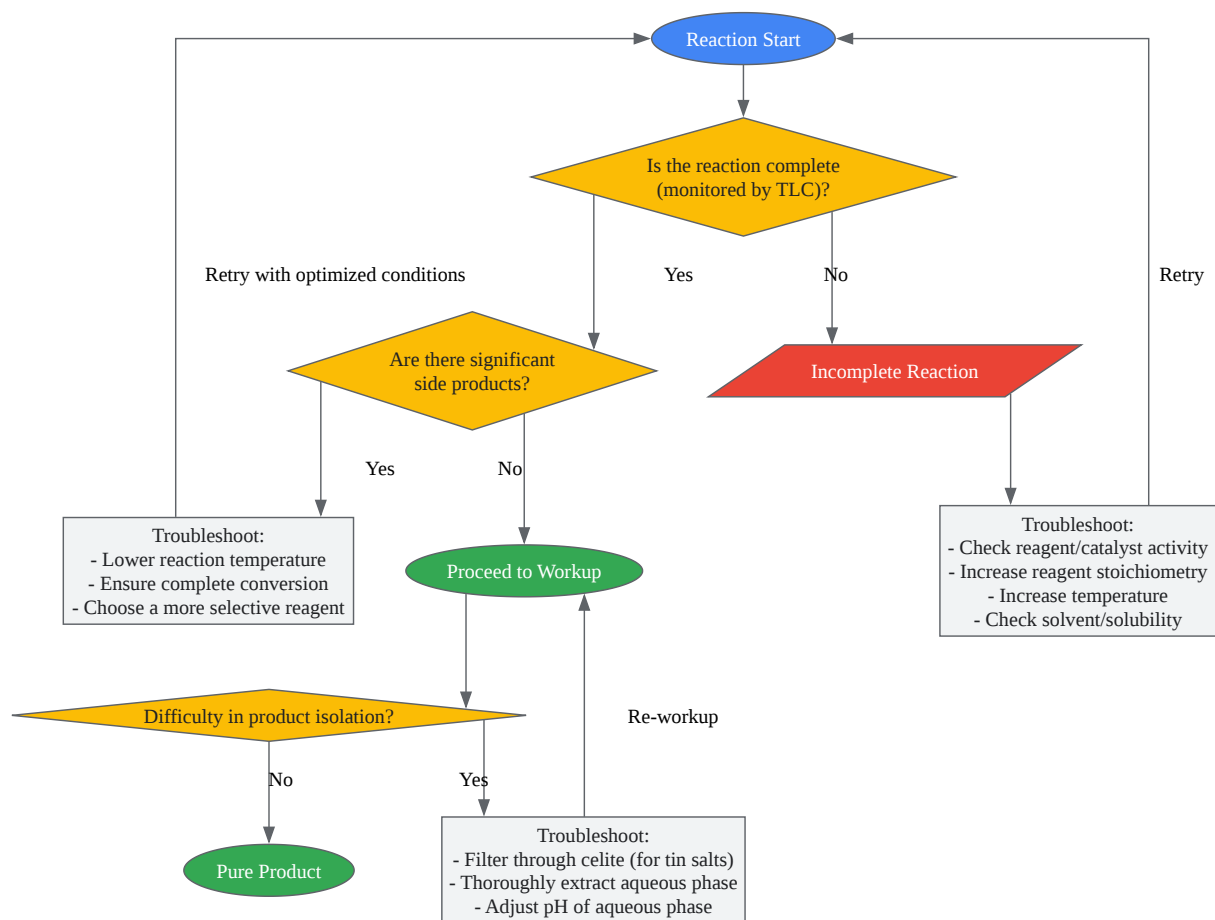 Reaction Start
Is the reaction complete
(monitored by TLC)?
Retry with optimized conditions
Yes
No
Retry
Are there significant
side products?
Incomplete Reaction
Yes
No
Troubleshoot:
- Lower reaction temperature
- Ensure complete conversion
- Choose a more selective reagent
Proceed to Workup
Troubleshoot:
- Check reagent/catalyst activity
- Increase reagent stoichiometry
- Increase temperature
- Check solvent/solubility
Difficulty in product isolation?
Re-workup
No
Yes
Pure Product
Troubleshoot:
- Filter through celite (for tin salts)
- Thoroughly extract aqueous phase
- Adjust pH of aqueous phase